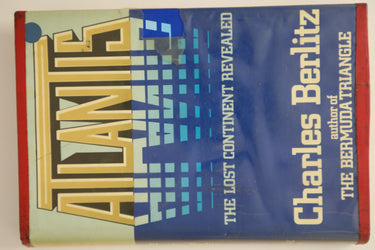 ATLANTIS
THE LOST CONTINENT REVEALED
Charles Berlitz
author of
THE BERMUDA TRIANGLE